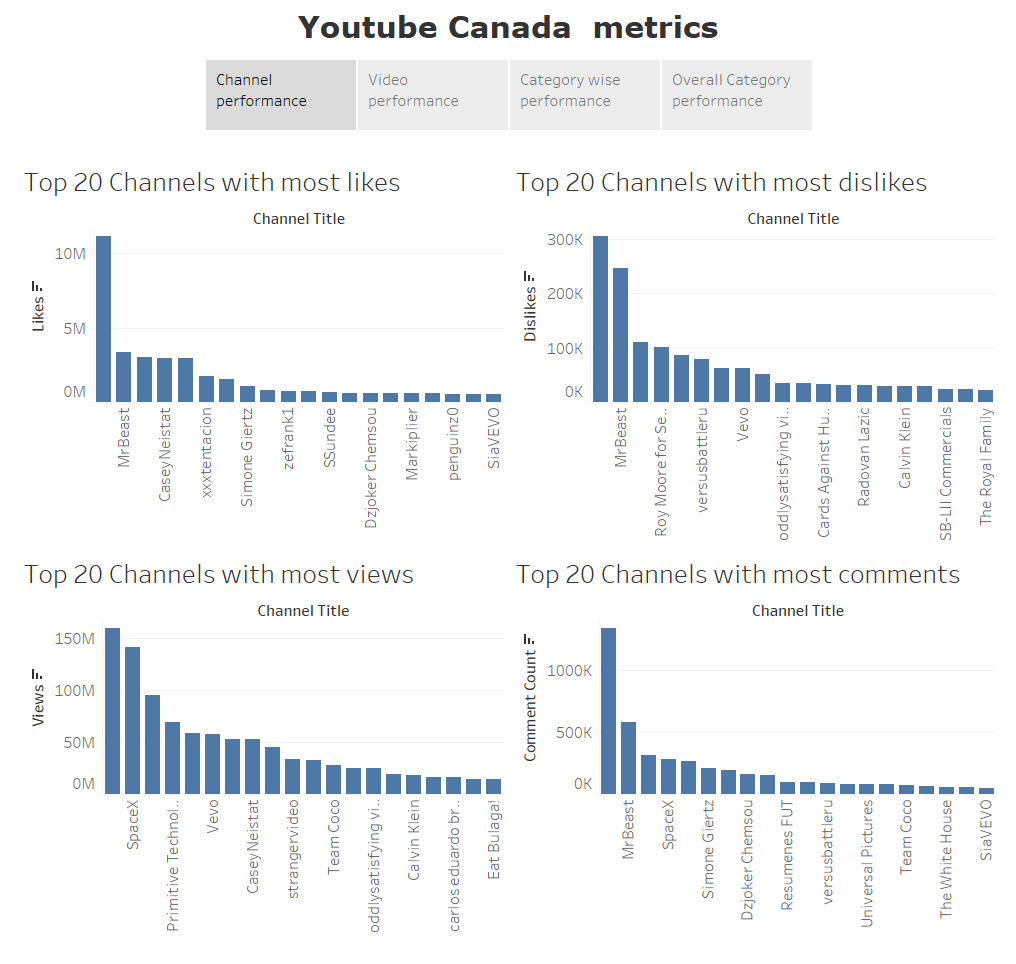 Youtube Canada metrics
Channel
performance
Video
performance
Category wise
performance
Overall Category
performance
Top 20 Channels with most likes
Channel Title
Likes
10M
5M
0M
MrBeast
CaseyNeistat
xxxtentacion
Simone Giertz
zefrank1
SSundee
Dzjoker Chemsou
Markiplier
penguinz0
SiaVEVO
Top 20 Channels with most dislikes
Channel Title
Dislikes
300K
200K
100K
0K
MrBeast
Roy Moore for Se..
versusbattleru
Vevo
oddlysatisfying vi..
Cards Against Hu..
Radovan Lazic
Calvin Klein
SB-LII Commercials
The Royal Family
Top 20 Channels with most views
Channel Title
Views
150M
100M
50M
0M
SpaceX
Primitive Technol..
Vevo
CaseyNeistat
strangervideo
Team Coco
oddlysatisfying vi..
Calvin Klein
carloseduardo br..
Eat Bulaga!
Top 20 Channels with most comments
Channel Title
Comment Count
1000K
500K
0K
MrBeast
SpaceX
Simone Giertz
Dzjoker Chemsou
Resumenes FUT
versusbattleru
Universal Pictures
Team Coco
The White House
SiaVEVO